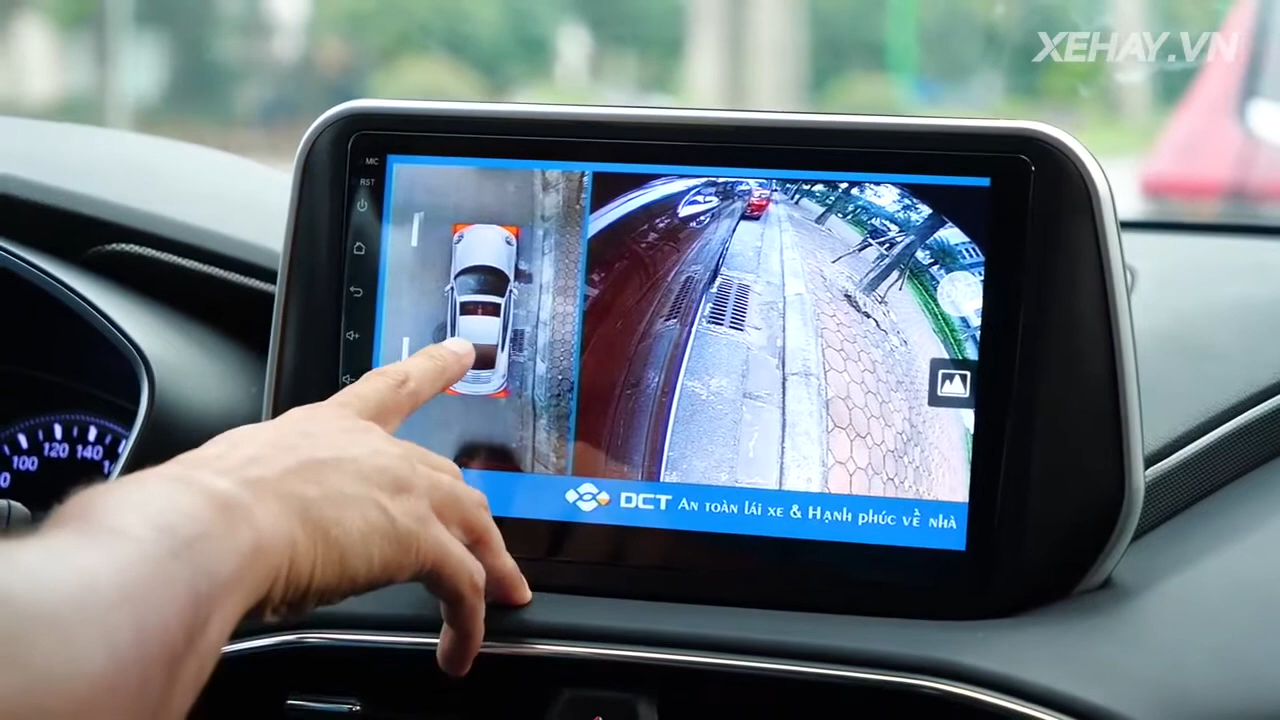 XEHAY.VN
MIC
RST
100 120 140
DCT An toàn lái xe & Hạnh phúc về nhà